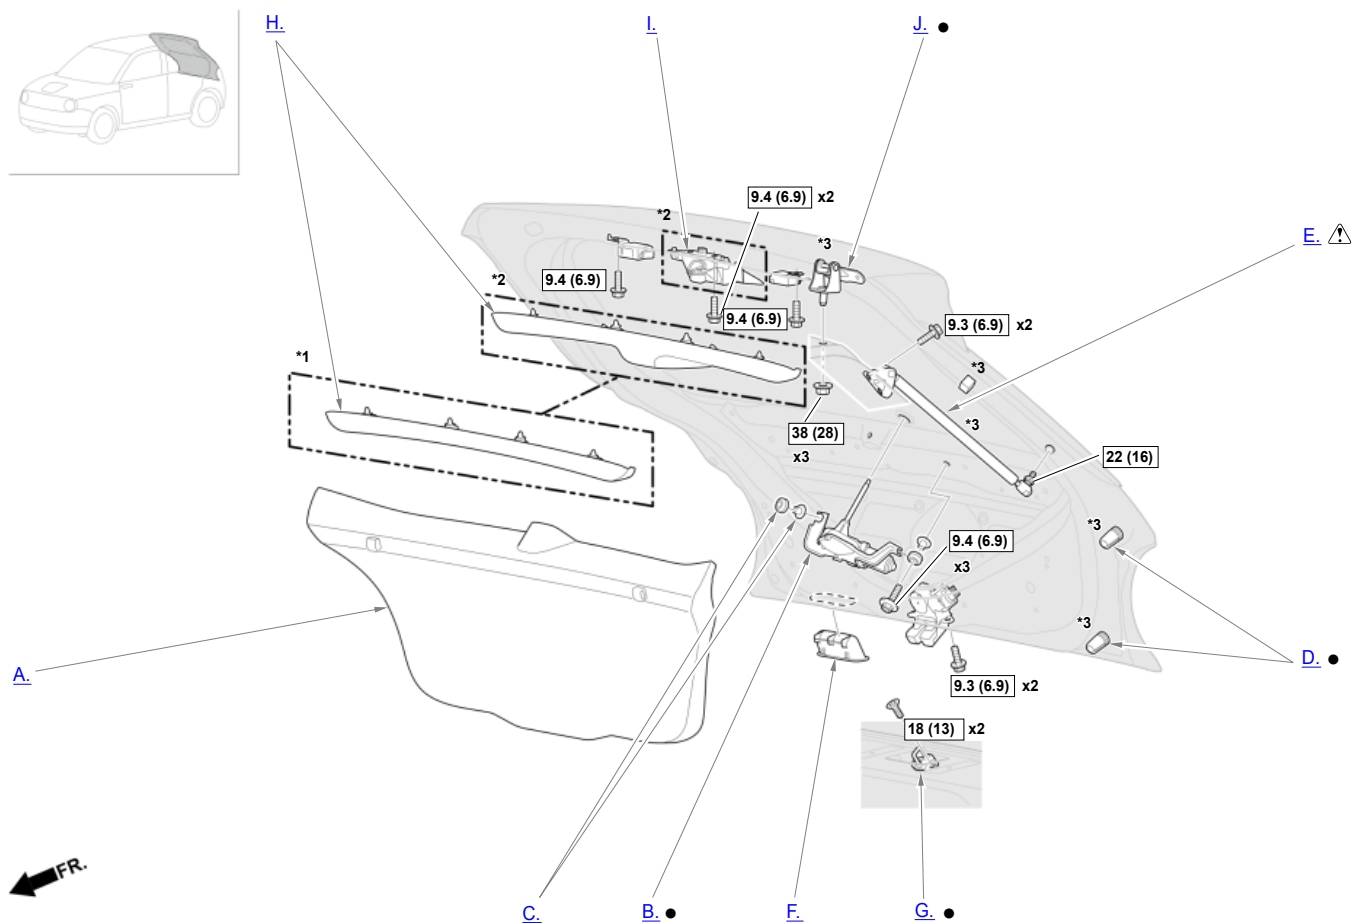 H.
I.
J. ●
9.4 (6.9) x2
*2
*3
E.
9.4 (6.9)
*2
9.4 (6.9)
9.3 (6.9) x2
*1
*3
*3
38 (28)
x3
22 (16)
*3
9.4 (6.9)
x3
*3
D. ●
A.
9.3 (6.9) x2
18 (13) x2
FR.
C.
B. ●
F.
G. ●